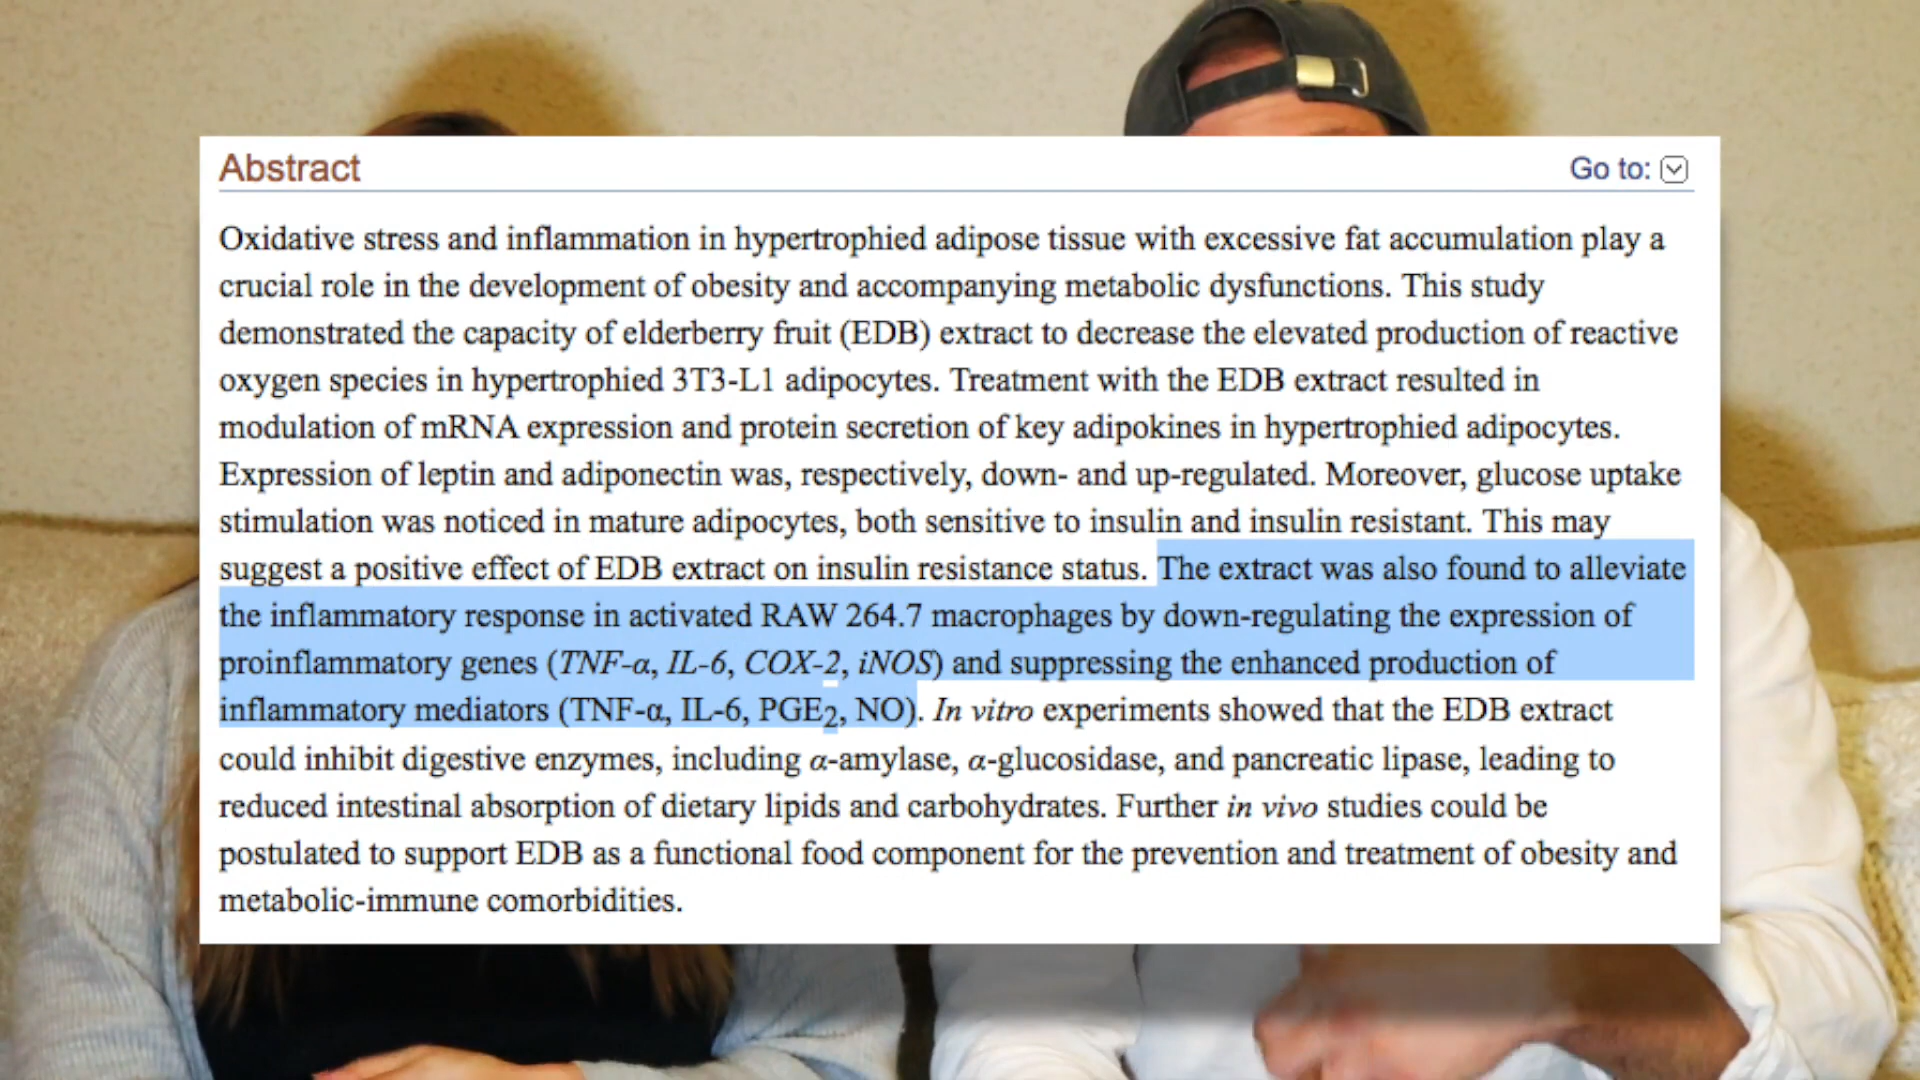 Abstract
Go to:
Oxidative stress and inflammation in hypertrophied adipose tissue with excessive fat accumulation play a
crucial role in the development of obesity and accompanying metabolic dysfunctions. This study
demonstrated the capacity of elderberry fruit (EDB) extract to decrease the elevated production of reactive
oxygen species in hypertrophied 3T3-L1 adipocytes. Treatment with the EDB extract resulted in
modulation of mRNA expression and protein secretion of key adipokines in hypertrophied adipocytes.
Expression of leptin and adiponectin was, respectively, down- and up-regulated. Moreover, glucose uptake
stimulation was noticed in mature adipocytes, both sensitive to insulin and insulin resistant. This may
suggest a positive effect of EDB extract on insulin resistance status. The extract was also found to alleviate
the inflammatory response in activated RAW 264.7 macrophages by down-regulating the expression of
proinflammatory genes (TNF-α, IL-6, COX-2, iNOS) and suppressing the enhanced production of
inflammatory mediators (TNF-α, IL-6, PGE₂, NO). In vitro experiments showed that the EDB extract
could inhibit digestive enzymes, including α-amylase, α-glucosidase, and pancreatic lipase, leading to
reduced intestinal absorption of dietary lipids and carbohydrates. Further in vivo studies could be
postulated to support EDB as a functional food component for the prevention and treatment of obesity and
metabolic-immune comorbidities.